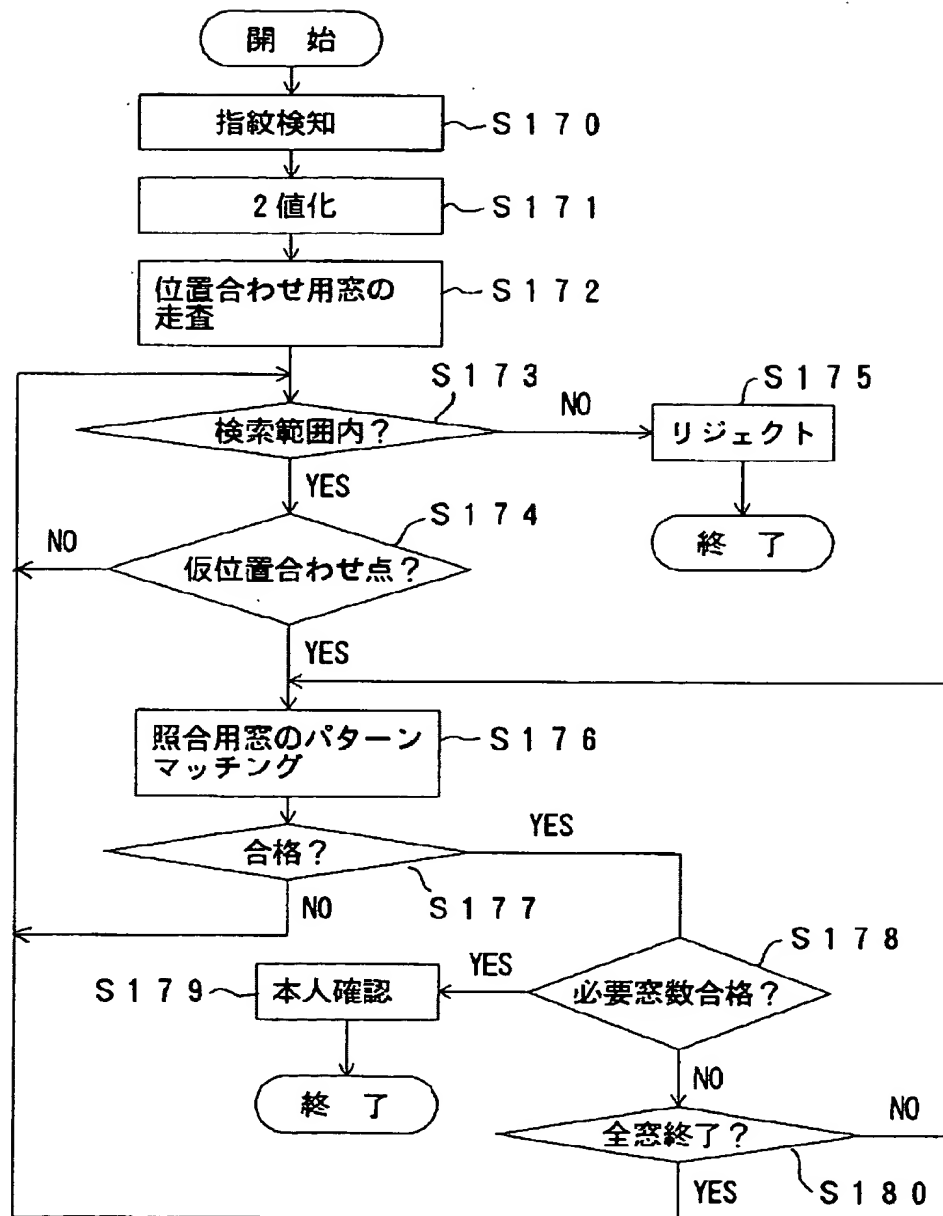 開 始
指紋検知
S170
2値化
S171
位置合わせ用窓の
走査
S172
S173
検索範囲内?
NO
S175
リジェクト
YES
終 了
S174
NO
仮位置合わせ点?
YES
照合用窓のパターン
マッチング
S176
合格?
YES
S177
NO
S178
必要窓数合格?
YES
S179
本人確認
NO
終 了
全窓終了?
NO
YES
S180